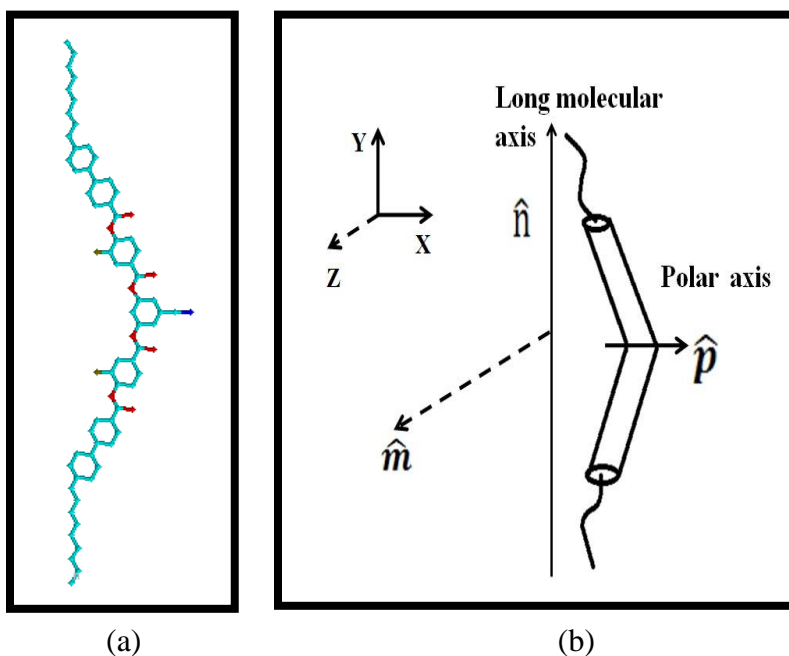 Long molecular
axis
Y
X
Z
n̂
Polar axis
p̂
m̂
(a)
(b)